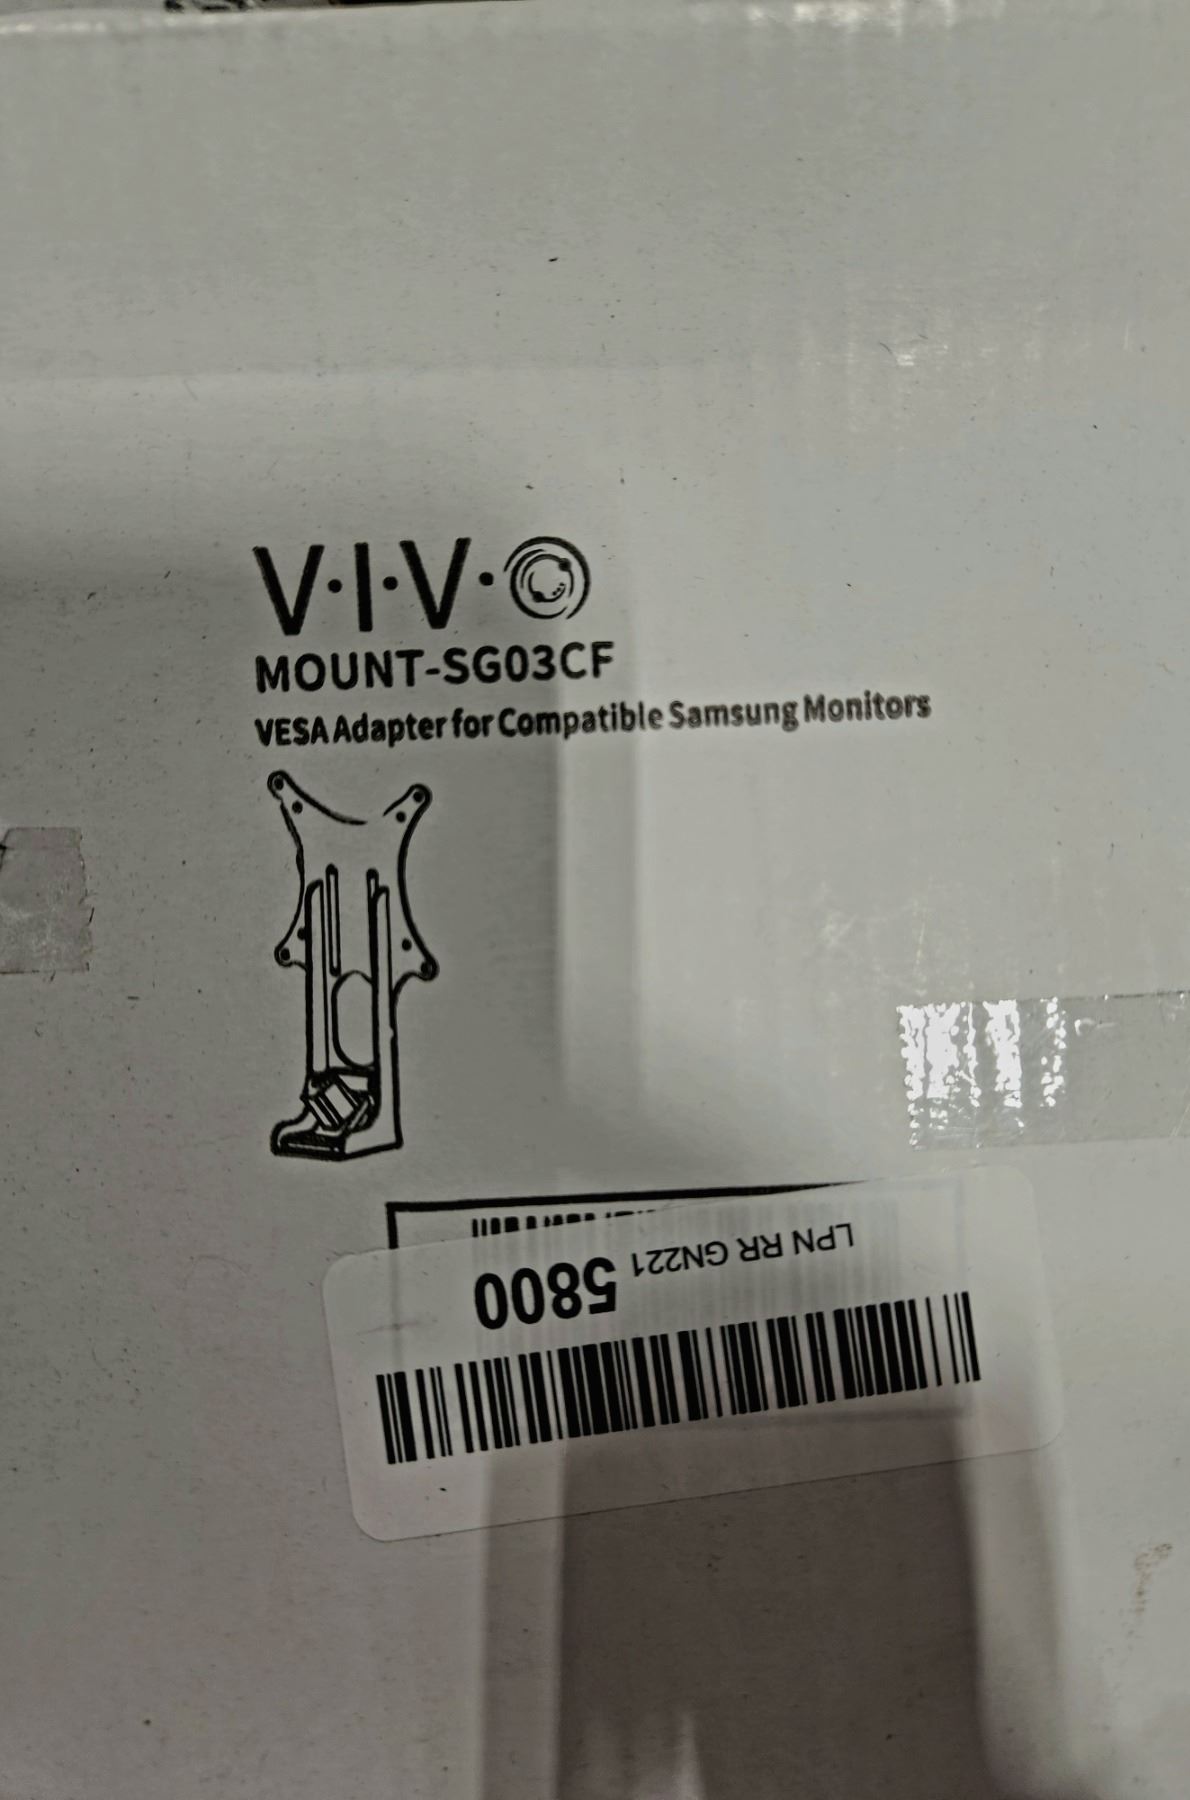 V·I·V·O
MOUNT-SG03CF
VESA Adapter for Compatible Samsung Monitors
LPN RR GN221 5800